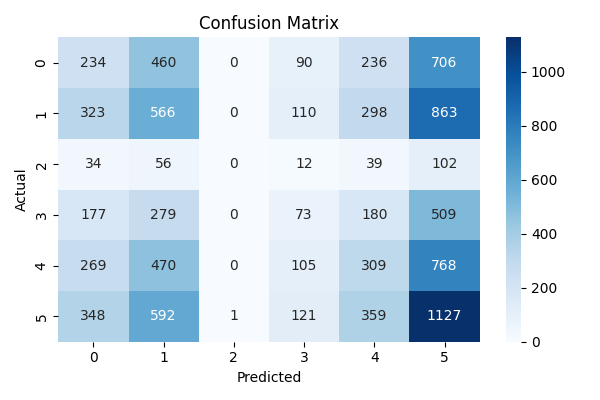 Confusion Matrix
Actual
0 234 460 0 90 236 706
1 323 566 0 110 298 863
2 34 56 0 12 39 102
3 177 279 0 73 180 509
4 269 470 0 105 309 768
5 348 592 1 121 359 1127
0 1 2 3 4 5
Predicted
1000
800
600
400
200
0